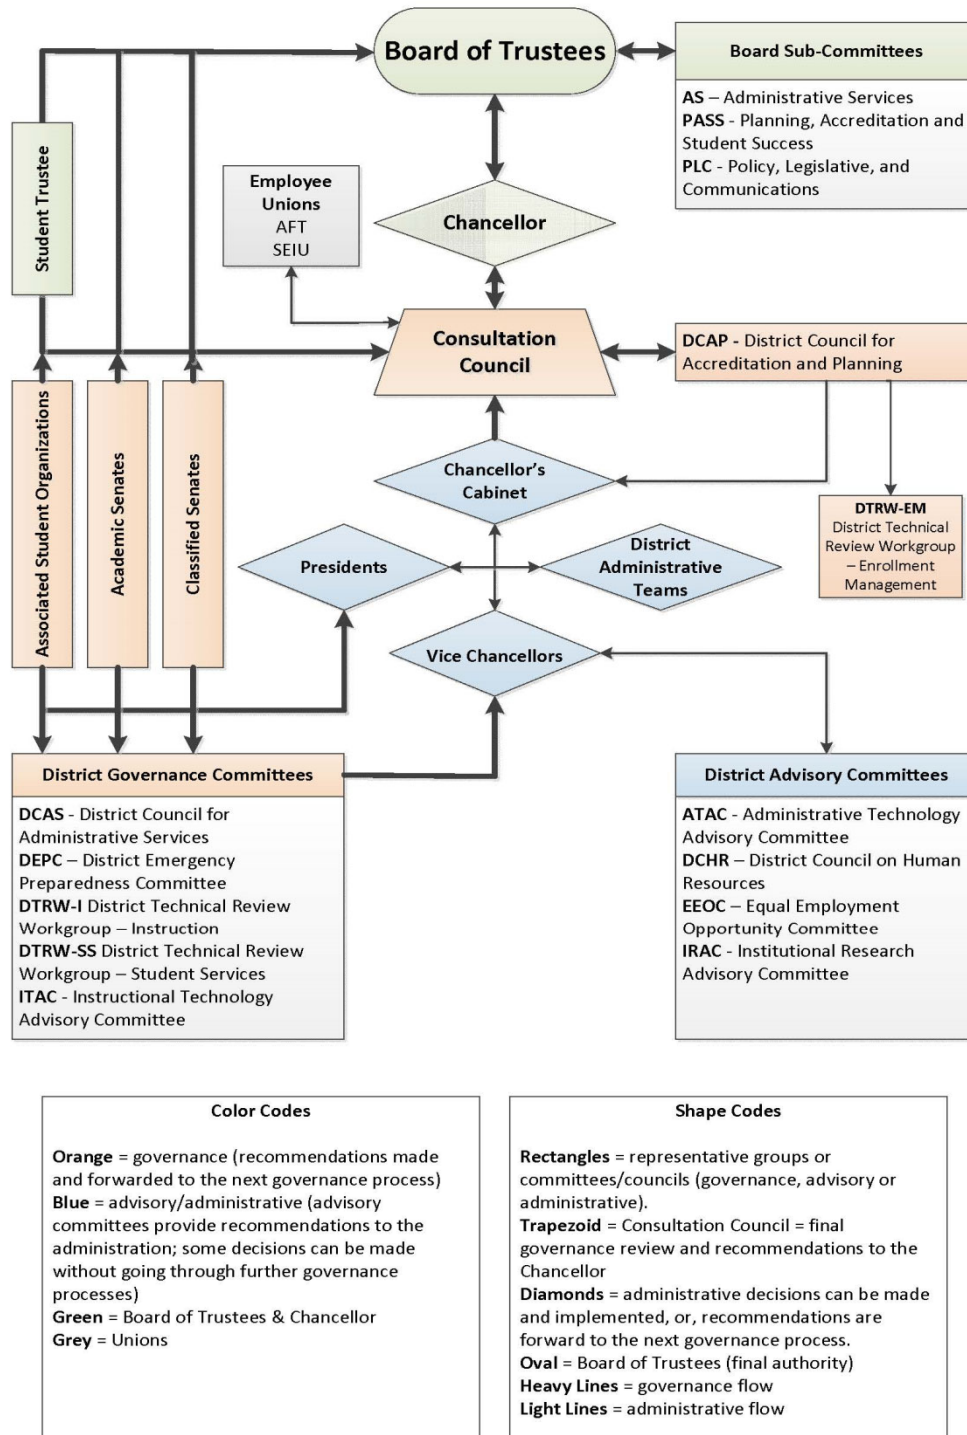 Board of Trustees
Board Sub-Committees
AS – Administrative Services
PASS - Planning, Accreditation and
Student Success
PLC - Policy, Legislative, and
Communications
Student Trustee
Employee
Unions
AFT
SEIU
Chancellor
Consultation
Council
DCAP - District Council for
Accreditation and Planning
Associated Student Organizations
Academic Senates
Classified Senates
Chancellor's
Cabinet
DTRW-EM
District Technical
Review Workgroup
– Enrollment
Management
Presidents
District
Administrative
Teams
Vice Chancellors
District Governance Committees
DCAS - District Council for
Administrative Services
DEPC – District Emergency
Preparedness Committee
DTRW-I District Technical Review
Workgroup – Instruction
DTRW-SS District Technical Review
Workgroup – Student Services
ITAC - Instructional Technology
Advisory Committee
District Advisory Committees
ATAC - Administrative Technology
Advisory Committee
DCHR – District Council on Human
Resources
EEOC – Equal Employment
Opportunity Committee
IRAC - Institutional Research
Advisory Committee
Color Codes
Orange = governance (recommendations made
and forwarded to the next governance process)
Blue = advisory/administrative (advisory
committees provide recommendations to the
administration; some decisions can be made
without going through further governance
processes)
Green = Board of Trustees & Chancellor
Grey = Unions
Shape Codes
Rectangles = representative groups or
committees/councils (governance, advisory or
administrative).
Trapezoid = Consultation Council = final
governance review and recommendations to the
Chancellor
Diamonds = administrative decisions can be made
and implemented, or, recommendations are
forward to the next governance process.
Oval = Board of Trustees (final authority)
Heavy Lines = governance flow
Light Lines = administrative flow